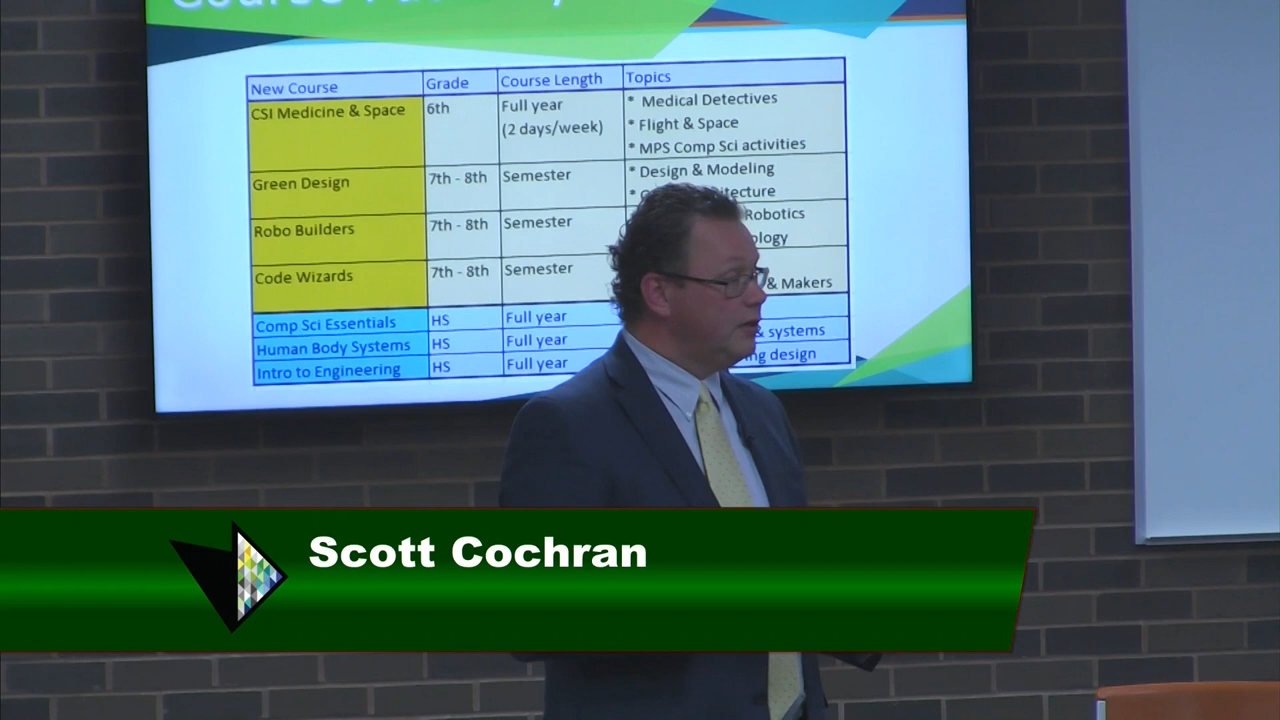 Course
New Course Grade Course Length Topics
CSI Medicine & Space 6th Full year * Medical Detectives
(2 days/week) * Flight & Space
* MPS Comp Sci activities
Green Design 7th - 8th Semester * Design & Modeling
*
Robo Builders 7th - 8th Semester Robotics
Code Wizards 7th - 8th Semester & Makers
Comp Sci Essentials HS Full year
Human Body Systems HS Full year & systems
Intro to Engineering HS Full year design
Scott Cochran